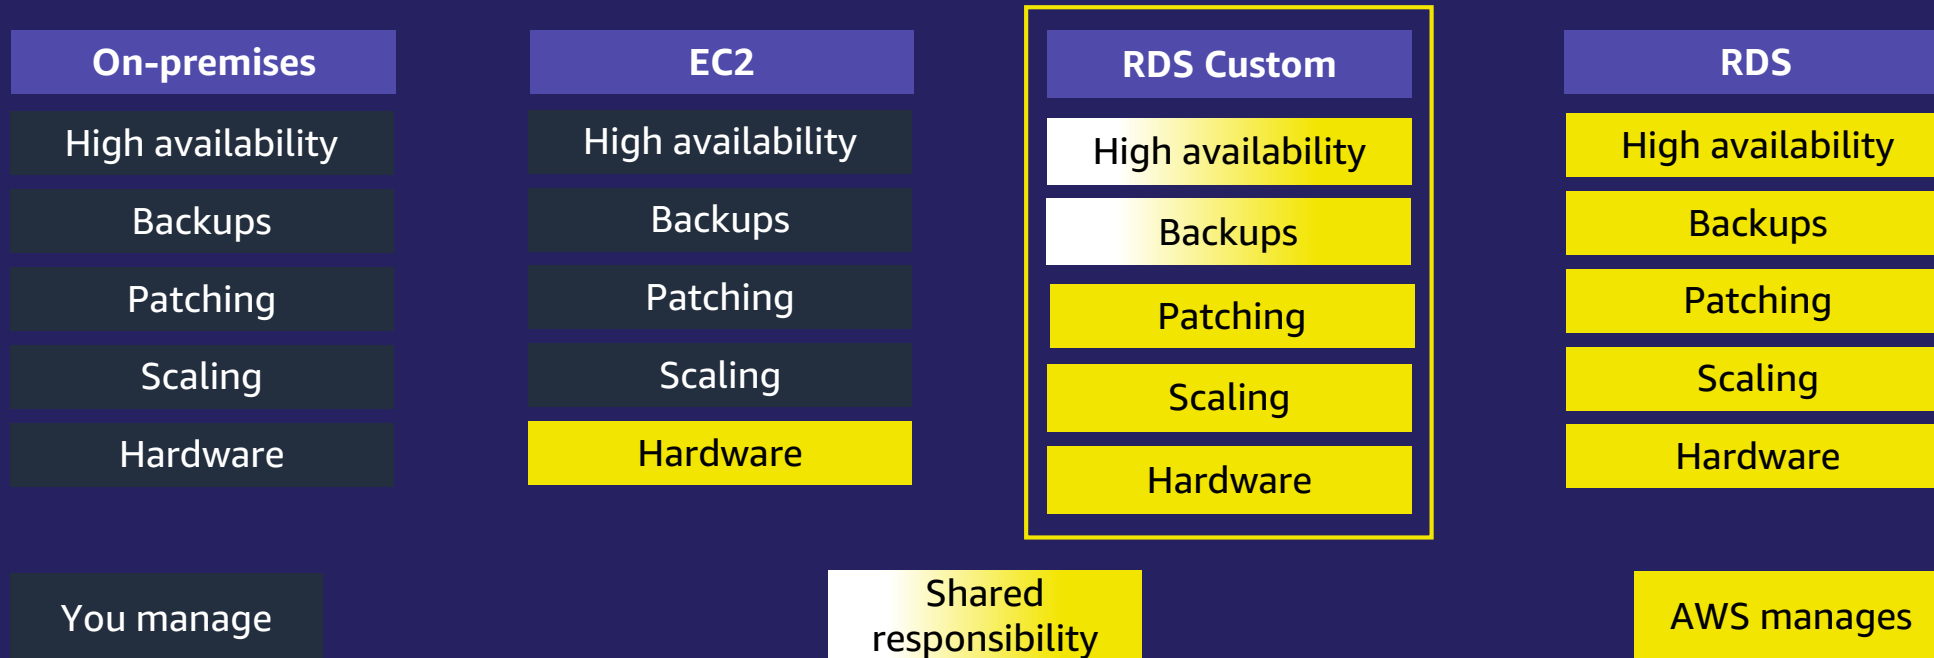 On-premises
High availability
Backups
Patching
Scaling
Hardware
EC2
High availability
Backups
Patching
Scaling
Hardware
RDS Custom
High availability
Backups
Patching
Scaling
Hardware
RDS
High availability
Backups
Patching
Scaling
Hardware
You manage
Shared
responsibility
AWS manages